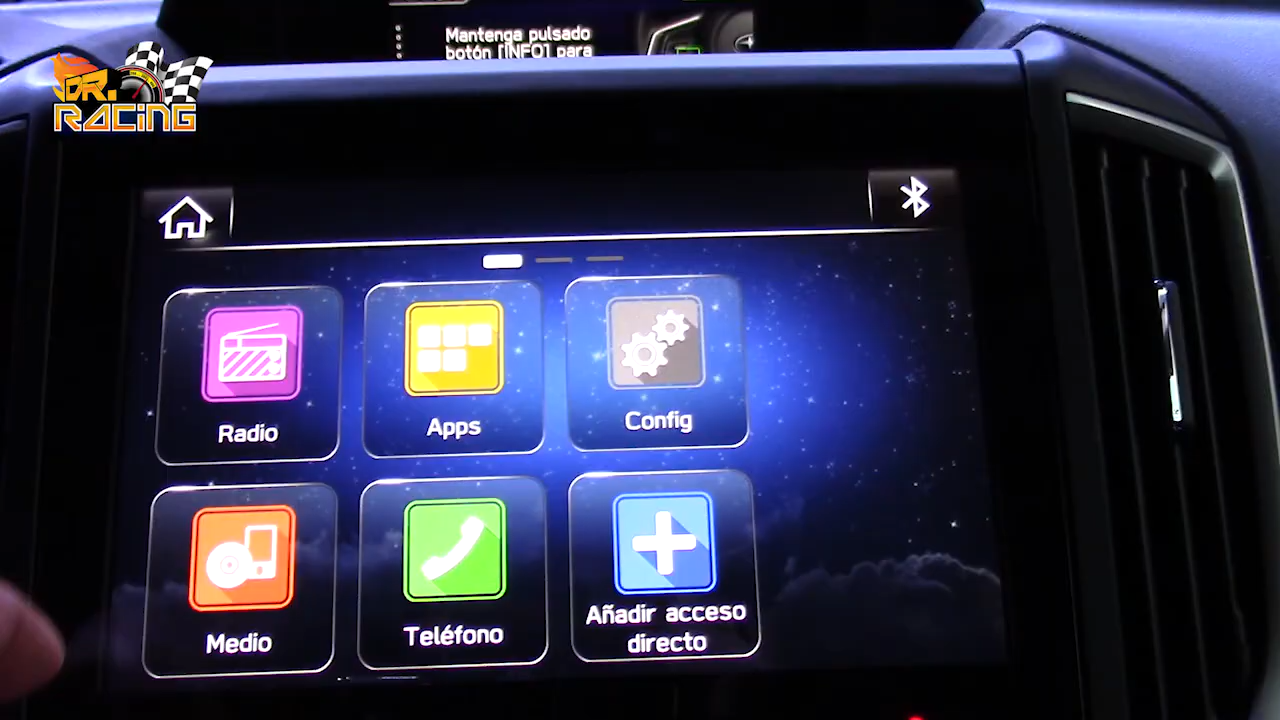 Mantenga pulsado
botón [INFO] para
DR.
RACING
Radio
Apps
Config
Medio
Teléfono
Añadir acceso
directo